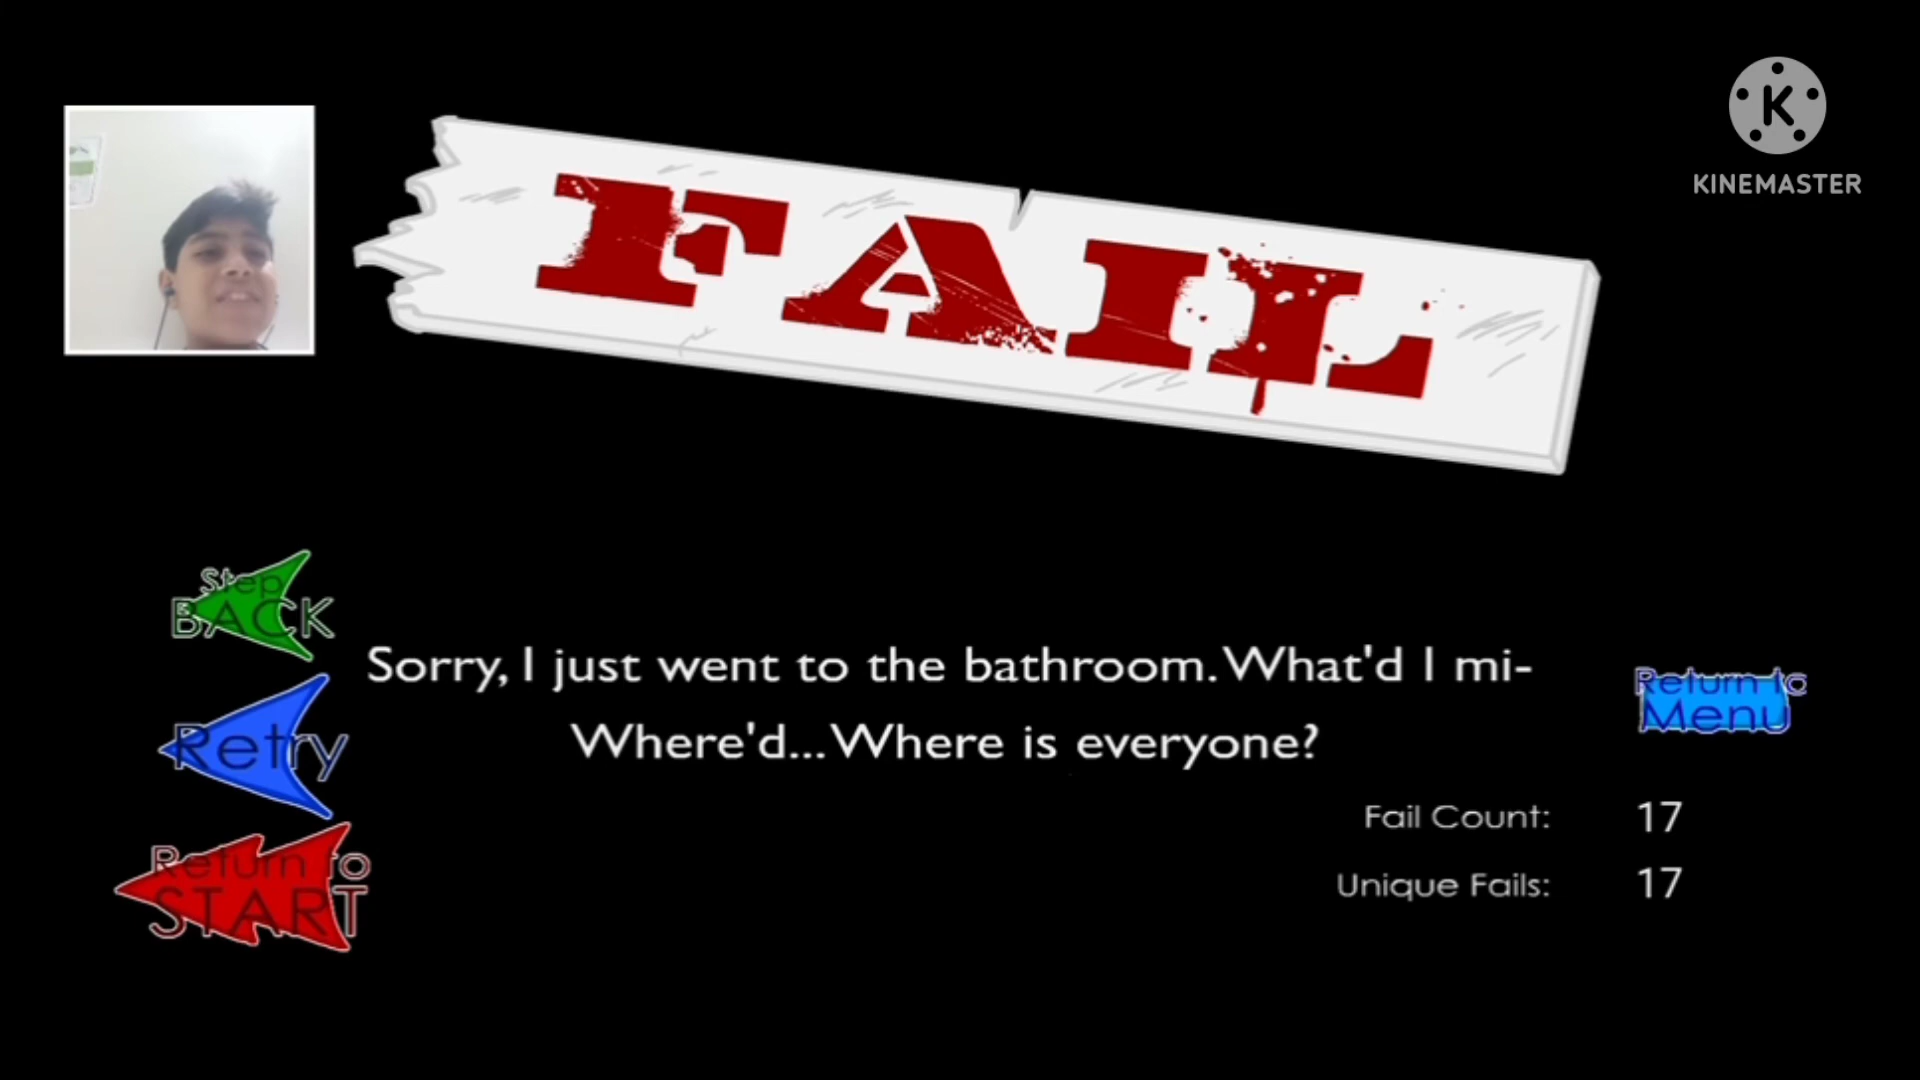 KINEMASTER
FAIL
Step
BACK
Sorry, I just went to the bathroom. What'd I mi-
Where'd... Where is everyone?
Retry
Return to
START
Return to
Menu
Fail Count: 17
Unique Fails: 17